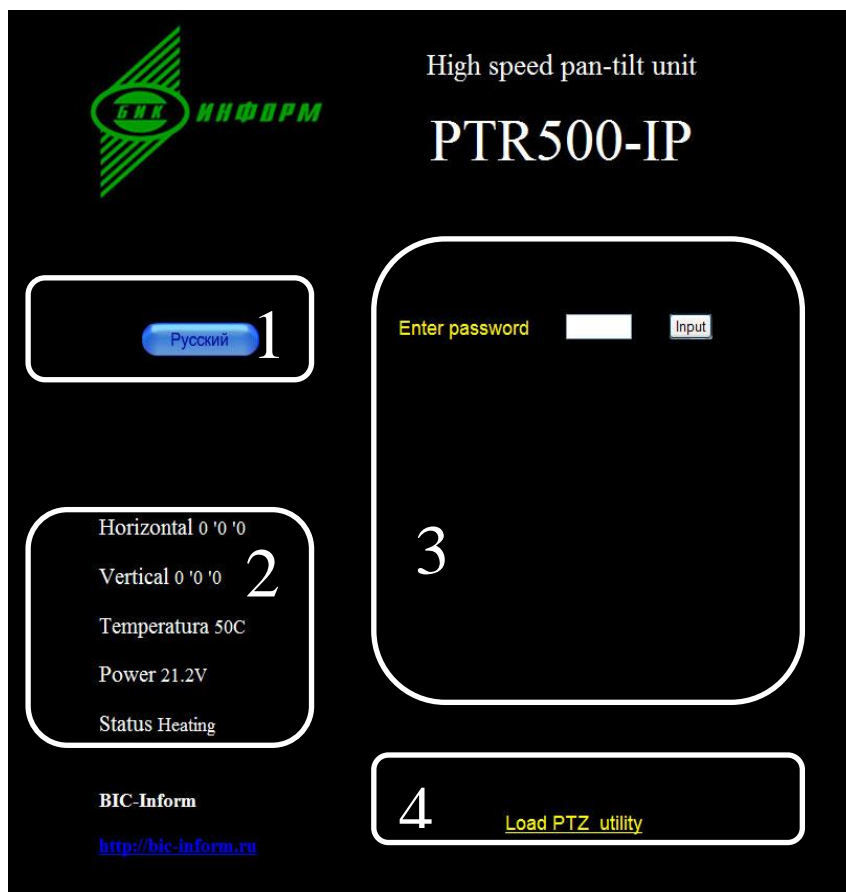 БИК ИНФОРМ
High speed pan-tilt unit
PTR500-IP
Русский 1
Enter password Input
Horizontal 0 '0 '0
Vertical 0 '0 '0
2
Temperatura 50C
Power 21.2V
Status Heating
3
BIC-Inform
http://bic-inform.ru
4
Load PTZ utility